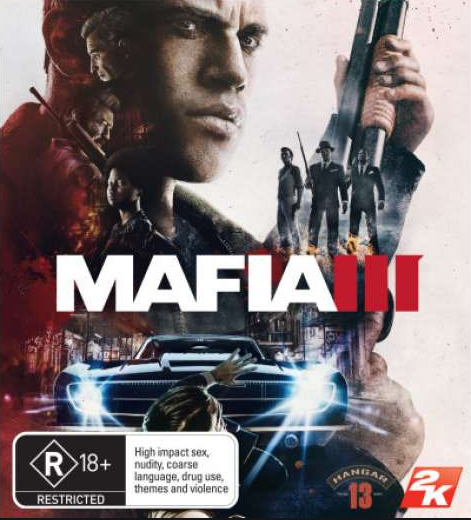 MAFIA III
R 18+
RESTRICTED
High impact sex,
nudity, coarse
language, drug use,
themes and violence
HANGAR
13
2K